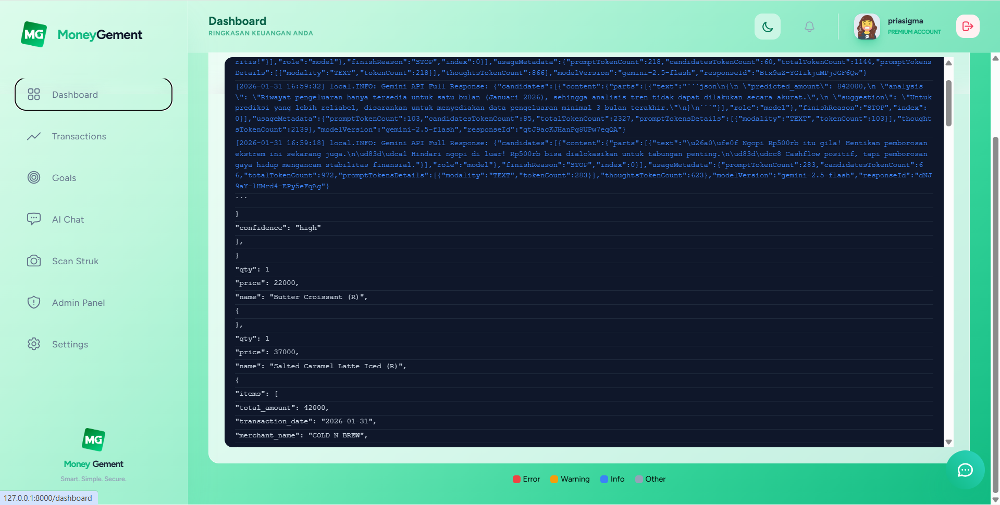 MG
MoneyGement
Dashboard
Transactions
Goals
AI Chat
Scan Struk
Admin Panel
Settings
MG
Money Gement
Smart. Simple. Secure.
127.0.0.1:8000/dashboard
Dashboard
RINGKASAN KEUANGAN ANDA
priasigma
PREMIUM ACCOUNT
ritis!"}],"role":"model"},"finishReason":"STOP","index":0}],"usageMetadata":{"promptTokenCount":218,"candidatesTokenCount":60,"totalTokenCount":1144,"promptTokens
Details":[{"modality":"TEXT","tokenCount":218}],"thoughtsTokenCount":866},"modelVersion":"gemini-2.5-flash","responseId":"Btx9aZ-YGIikjuMPjJGF6Qw"}
[2026-01-31 16:59:32] local.INFO: Gemini API Full Response: {"candidates":[{"content":{"parts":[{"text":"```json\n{\n \"predicted_amount\": 842000,\n \"analysis
\": \"Riwayat pengeluaran hanya tersedia untuk satu bulan (Januari 2026), sehingga analisis tren tidak dapat dilakukan secara akurat.\",\n \"suggestion\": \"Untuk
prediksi yang lebih reliabel, disarankan untuk menyediakan data pengeluaran minimal 3 bulan terakhir.\"\n}\n```"}],"role":"model"},"finishReason":"STOP","index":
0}],"usageMetadata":{"promptTokenCount":103,"candidatesTokenCount":85,"totalTokenCount":2327,"promptTokensDetails":[{"modality":"TEXT","tokenCount":103}],"though
tsTokenCount":2139},"modelVersion":"gemini-2.5-flash","responseId":"gtJ9acKJHanPg8UPw7eqQA"}
[2026-01-31 16:59:18] local.INFO: Gemini API Full Response: {"candidates":[{"content":{"parts":[{"text":"\u26a0\ufe0f Ngopi Rp500rb itu gila! Hentikan pemborosan
ekstrem ini sekarang juga.\n\ud83d\udca1 Hindari ngopi di luar! Rp500rb bisa dialokasikan untuk tabungan penting.\n\ud83d\udcc8 Cashflow positif, tapi pemborosan
gaya hidup mengancam stabilitas finansial."}],"role":"model"},"finishReason":"STOP","index":0}],"usageMetadata":{"promptTokenCount":283,"candidatesTokenCount":6
6,"totalTokenCount":972,"promptTokensDetails":[{"modality":"TEXT","tokenCount":283}],"thoughtsTokenCount":623},"modelVersion":"gemini-2.5-flash","responseId":"dNJ
9aY-lHMrd4-EPy5eFqAg"}
```
}
"confidence": "high"
],
}
"qty": 1
"price": 22000,
"name": "Butter Croissant (R)",
{
},
"qty": 1
"price": 37000,
"name": "Salted Caramel Latte Iced (R)",
{
"items": [
"total_amount": 42000,
"transaction_date": "2026-01-31",
"merchant_name": "COLD N BREW",
Error
Warning
Info
Other